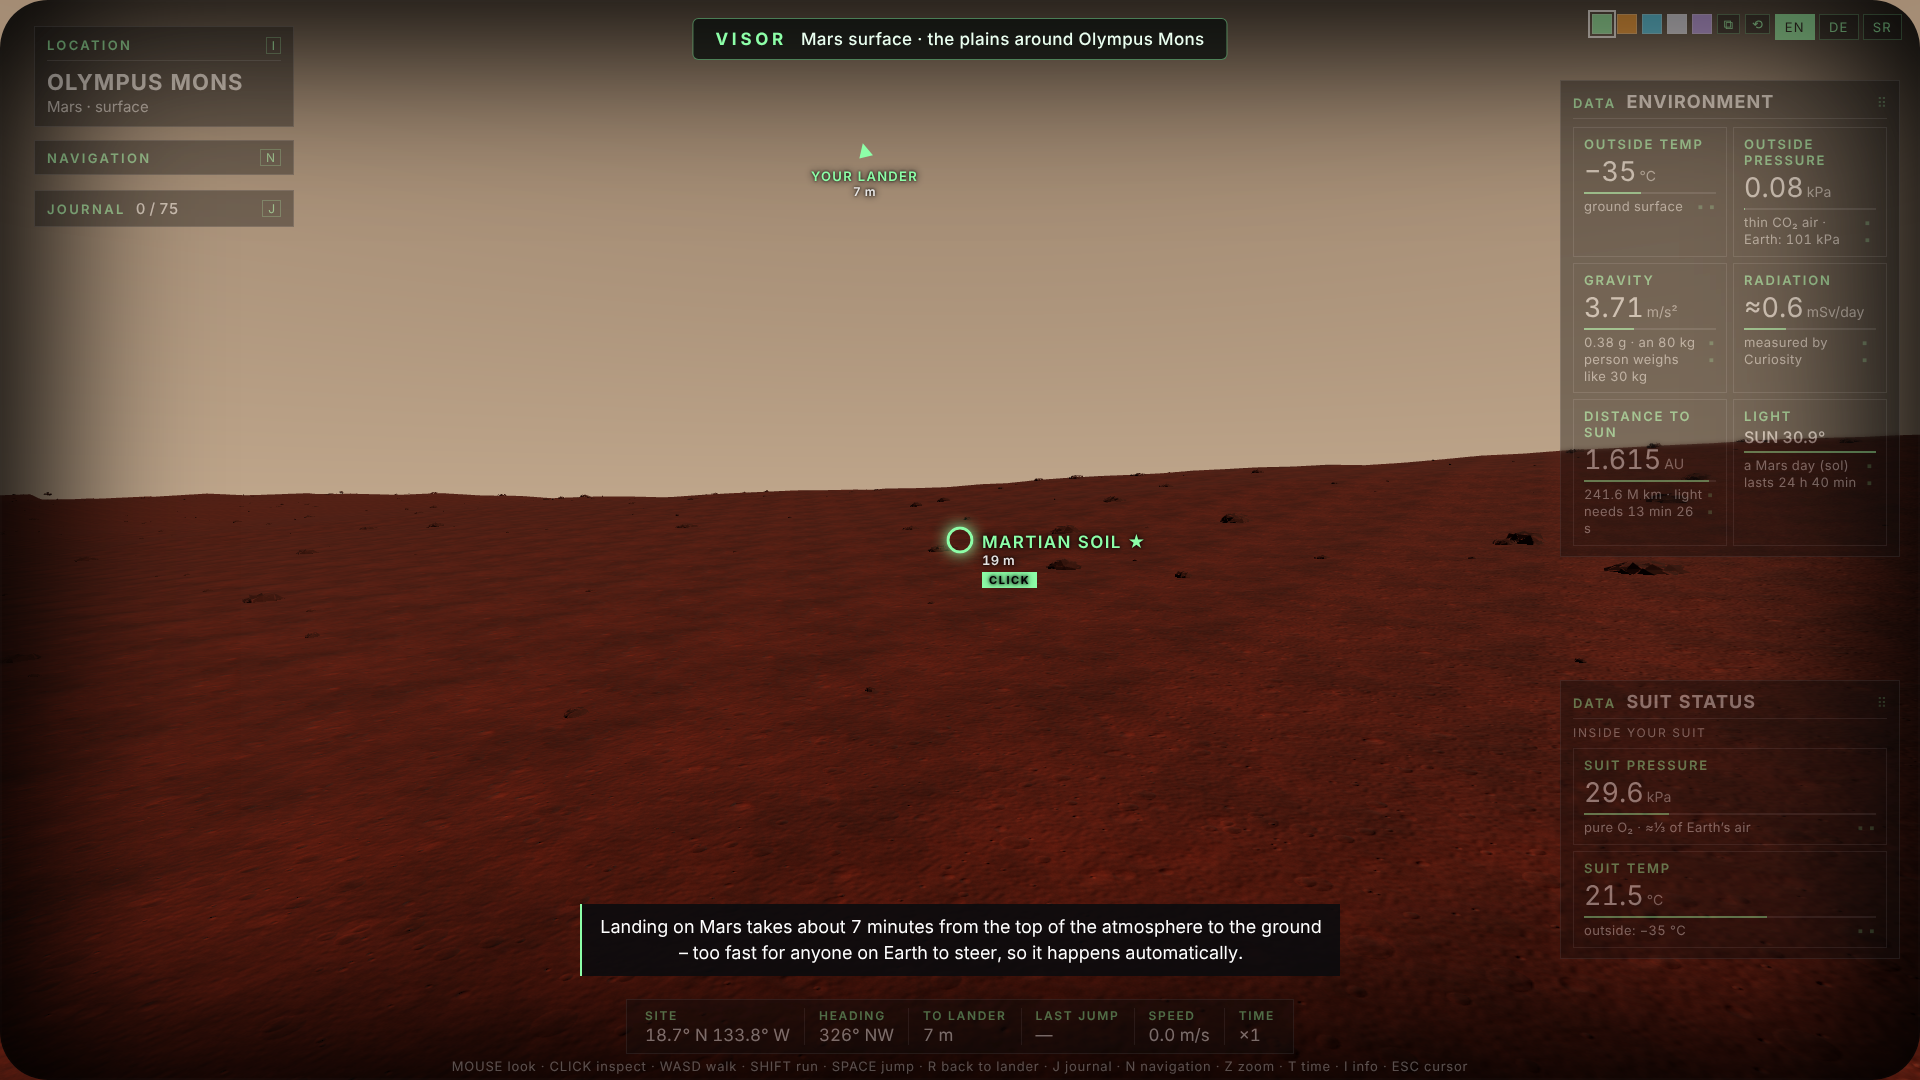 VISOR Mars surface · the plains around Olympus Mons
EN DE SR
LOCATION I
OLYMPUS MONS
Mars · surface
NAVIGATION N
JOURNAL 0 / 75 J
YOUR LANDER
7 m
MARTIAN SOIL ★
19 m
CLICK
DATA ENVIRONMENT
OUTSIDE TEMP
−35 °C
ground surface
OUTSIDE
PRESSURE
0.08 kPa
thin CO₂ air ·
Earth: 101 kPa
GRAVITY
3.71 m/s²
0.38 g · an 80 kg
person weighs
like 30 kg
RADIATION
≈0.6 mSv/day
measured by
Curiosity
DISTANCE TO
SUN
1.615 AU
241.6 M km · light
needs 13 min 26
s
LIGHT
SUN 30.9°
a Mars day (sol)
lasts 24 h 40 min
DATA SUIT STATUS
INSIDE YOUR SUIT
SUIT PRESSURE
29.6 kPa
pure O₂ · ≈⅓ of Earth's air
SUIT TEMP
21.5 °C
outside: −35 °C
Landing on Mars takes about 7 minutes from the top of the atmosphere to the ground
– too fast for anyone on Earth to steer, so it happens automatically.
SITE HEADING TO LANDER LAST JUMP SPEED TIME
18.7° N 133.8° W 326° NW 7 m — 0.0 m/s ×1
MOUSE look · CLICK inspect · WASD walk · SHIFT run · SPACE jump · R back to lander · J journal · N navigation · Z zoom · T time · I info · ESC cursor